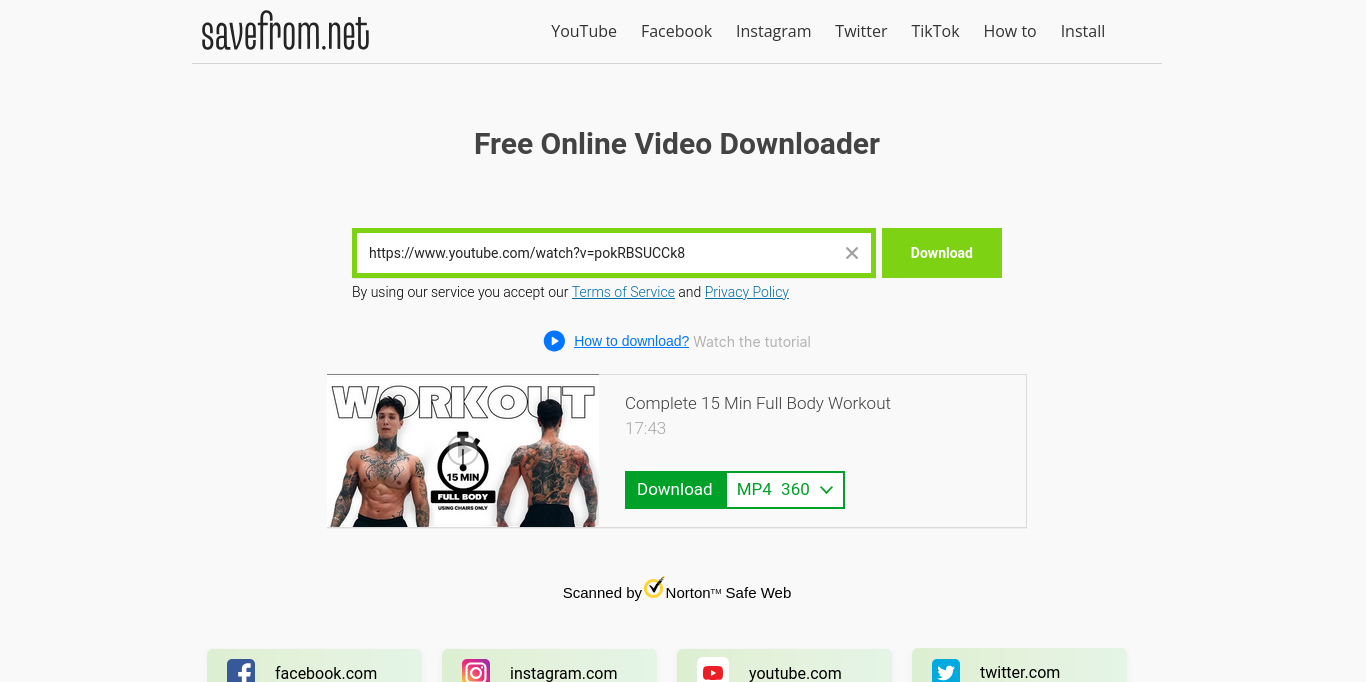 savefrom.net
YouTube Facebook Instagram Twitter TikTok How to Install
Free Online Video Downloader
https://www.youtube.com/watch?v=pokRBSUCCk8
Download
By using our service you accept our Terms of Service and Privacy Policy
How to download? Watch the tutorial
WORKOUT
15 MIN
FULL BODY
USING CHAIRS ONLY
Complete 15 Min Full Body Workout
17:43
Download MP4 360
Scanned by Norton™ Safe Web
facebook.com
instagram.com
youtube.com
twitter.com